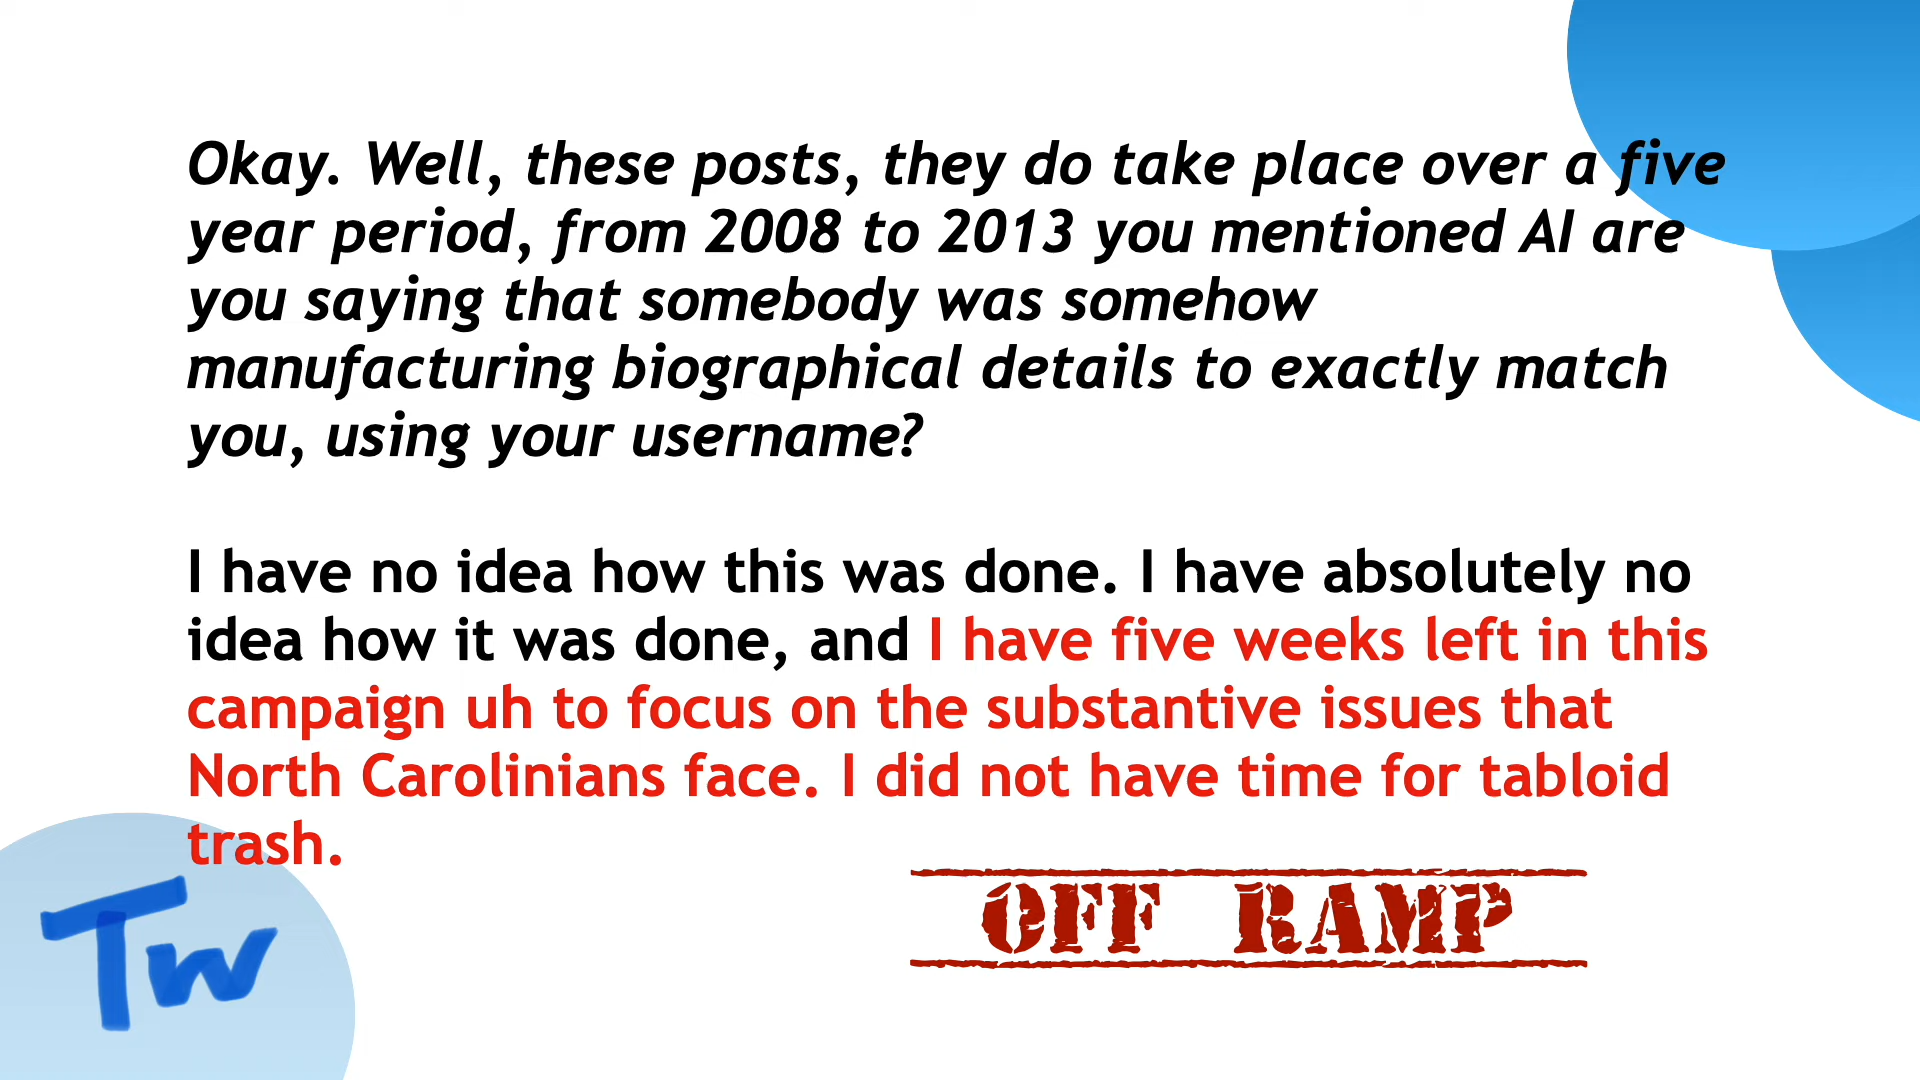 Okay. Well, these posts, they do take place over a five
year period, from 2008 to 2013 you mentioned AI are
you saying that somebody was somehow
manufacturing biographical details to exactly match
you, using your username?
I have no idea how this was done. I have absolutely no
idea how it was done, and I have five weeks left in this
campaign uh to focus on the substantive issues that
North Carolinians face. I did not have time for tabloid
trash.
OFF RAMP
Tw